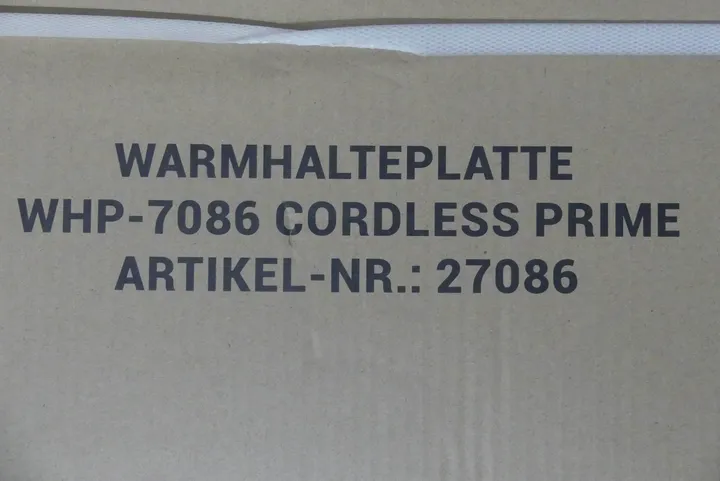 WARMHALTEPLATTE
WHP-7086 CORDLESS PRIME
ARTIKEL-NR.: 27086